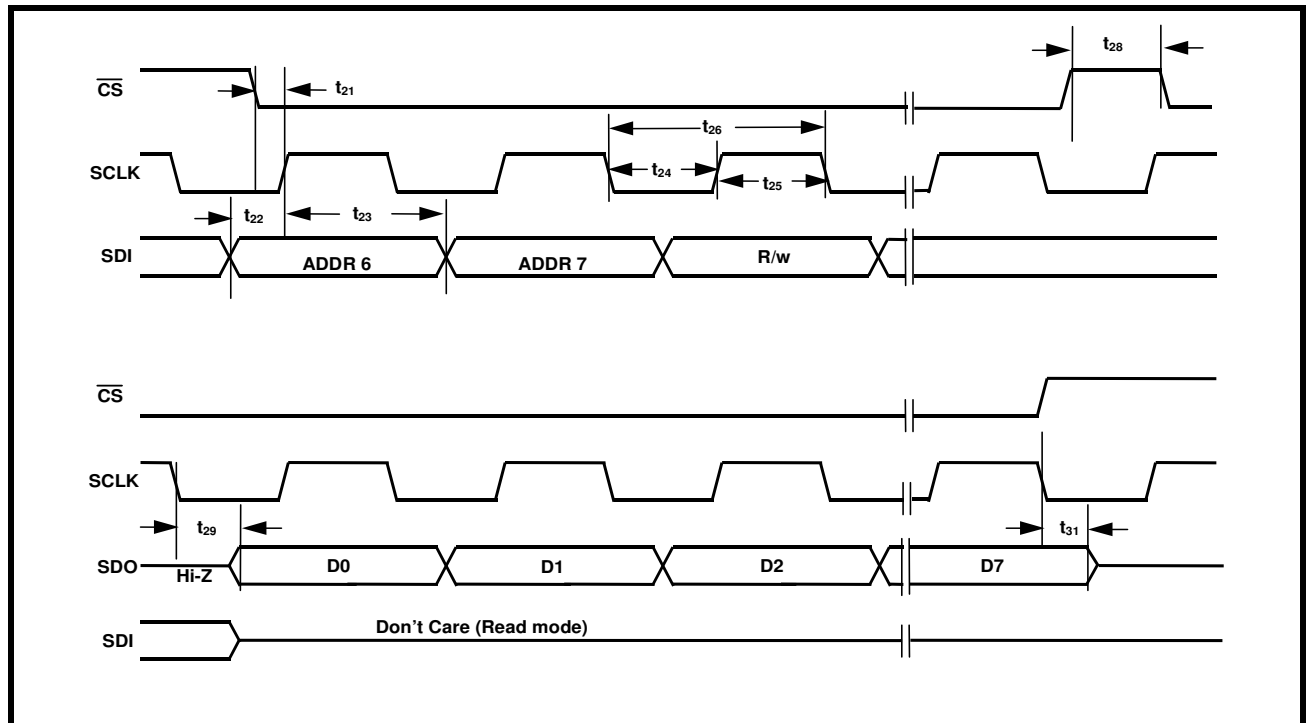 t28
CS
t21
t26
SCLK
t24
t25
t22
t23
SDI
ADDR 6
ADDR 7
R/w
CS
SCLK
t29
t31
SDO
Hi-Z
D0
D1
D2
D7
SDI
Don't Care (Read mode)